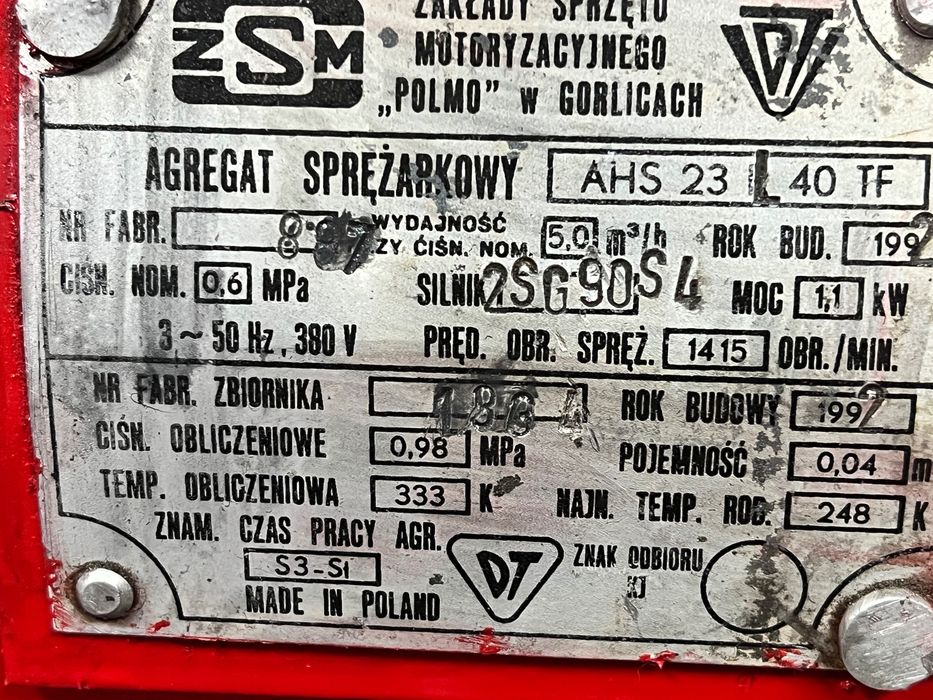 ZSM
ZAKŁADY SPRZĘTU
MOTORYZACYJNEGO
„POLMO” W GORLICACH
DT
AGREGAT SPRĘŻARKOWY AHS 23 L 40 TF
NR FABR. WYDAJNOŚĆ
ZY CIŚN. NOM. 5,0 m³/h ROK BUD. 1992
CIŚN. NOM. 0,6 MPa SILNIK 2SG90S4 MOC 1,1 kW
3 ~ 50 Hz, 380 V PRĘD. OBR. SPRĘŻ. 1415 OBR./MIN.
NR FABR. ZBIORNIKA ROK BUDOWY 1992
CIŚN. OBLICZENIOWE 0,98 MPa POJEMNOŚĆ 0,04 m
TEMP. OBLICZENIOWA 333 K NAJN. TEMP. ROB. 248 K
ZNAM. CZAS PRACY AGR.
S3-S1
DT
ZNAK ODBIORU
KJ
MADE IN POLAND